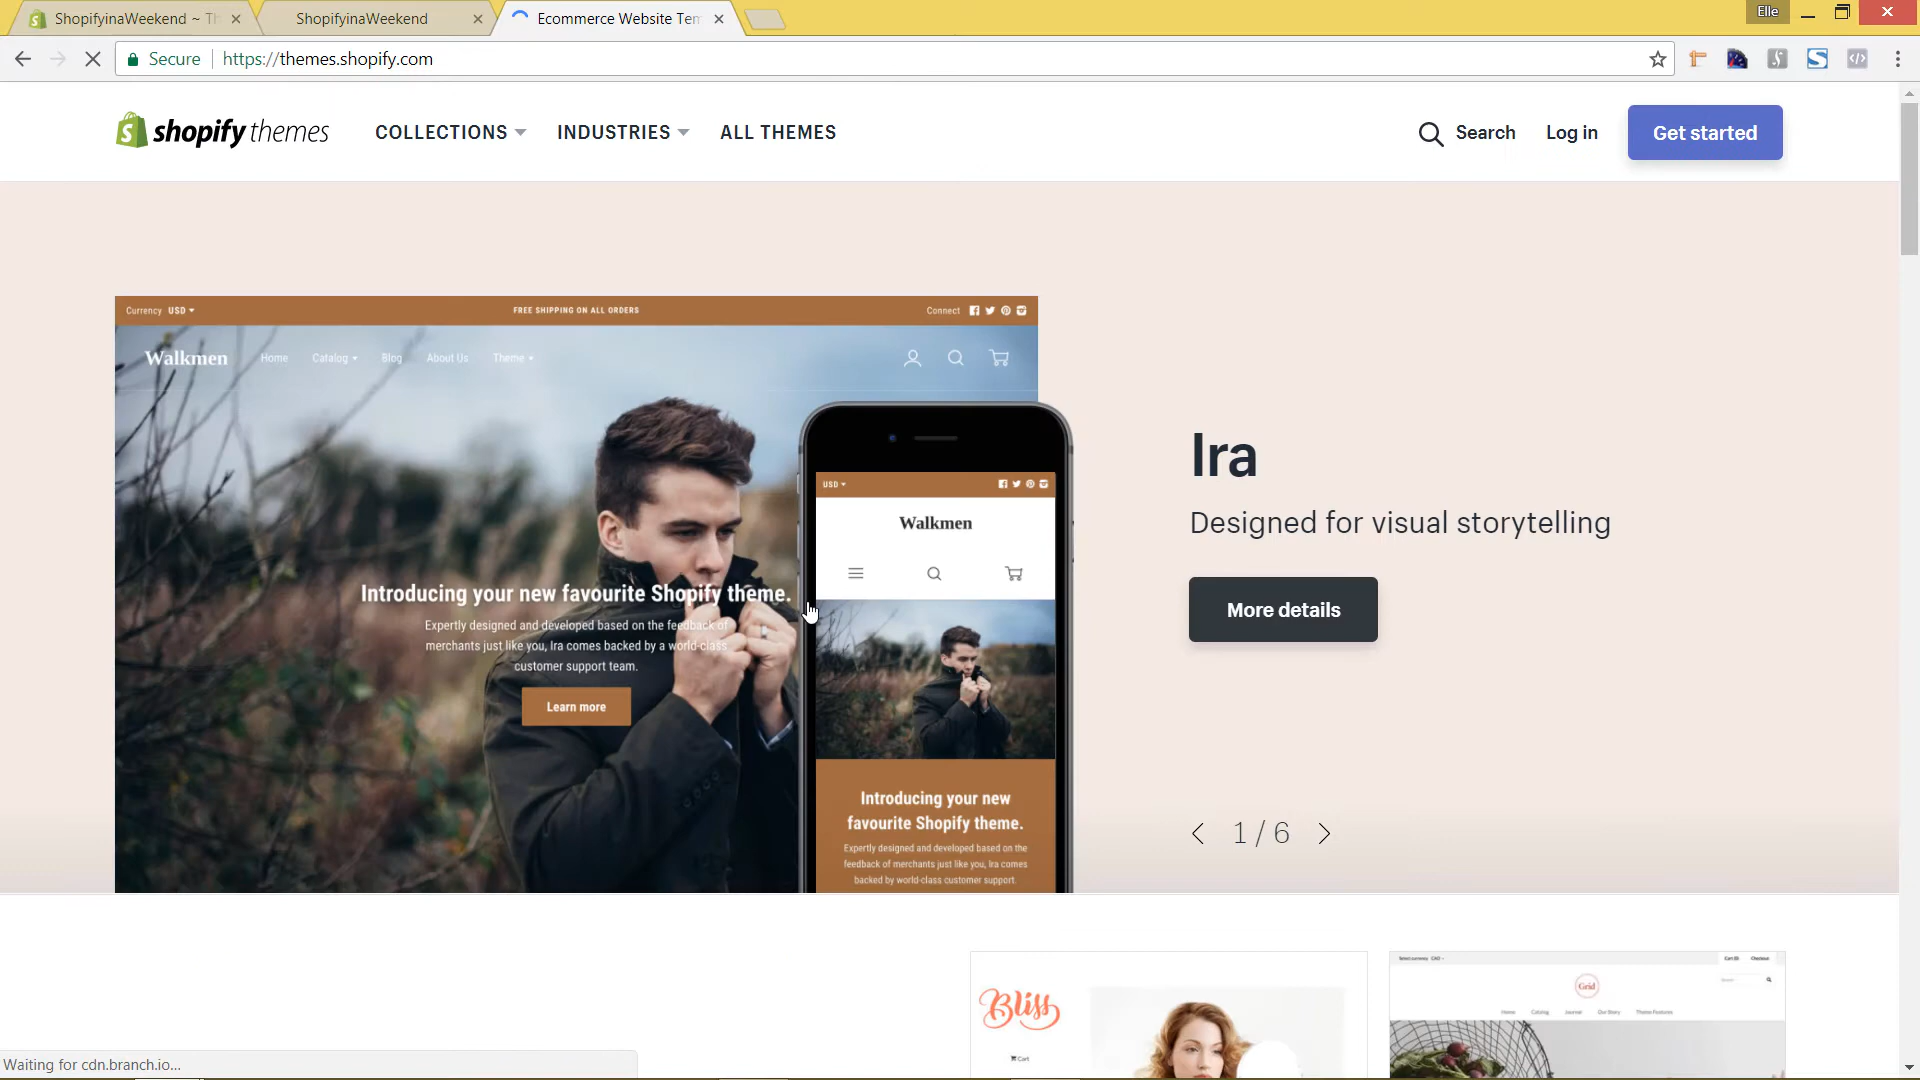 ShopifyinaWeekend ~ Th
ShopifyinaWeekend
Ecommerce Website Tem
Elle
Secure
https://themes.shopify.com
shopify themes
COLLECTIONS
INDUSTRIES
ALL THEMES
Search
Log in
Get started
Currency USD
FREE SHIPPING ON ALL ORDERS
Connect
Walkmen
Home
Catalog
Blog
About Us
Theme
Introducing your new favourite Shopify theme.
Expertly designed and developed based on the feedback of
merchants just like you, Ira comes backed by a world-class
customer support team.
Learn more
USD
Walkmen
Introducing your new
favourite Shopify theme.
Expertly designed and developed based on the
feedback of merchants just like you, Ira comes
backed by world-class customer support.
Ira
Designed for visual storytelling
More details
1 / 6
Bliss
Cart
Select currency CAD
Cart (0)
Checkout
Grid
Home
Catalog
Journal
Our Story
Theme Features
Waiting for cdn.branch.io...